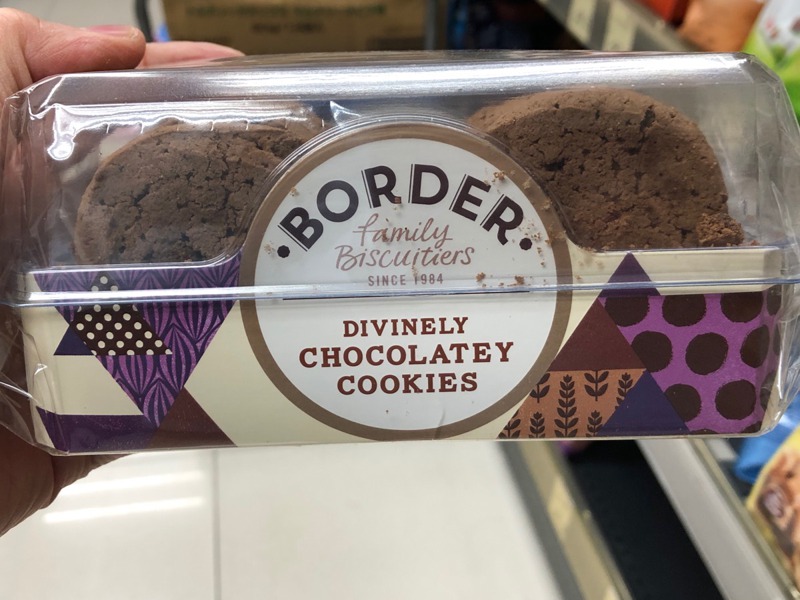 BORDER
family
Biscuitiers
SINCE 1984
DIVINELY
CHOCOLATEY
COOKIES